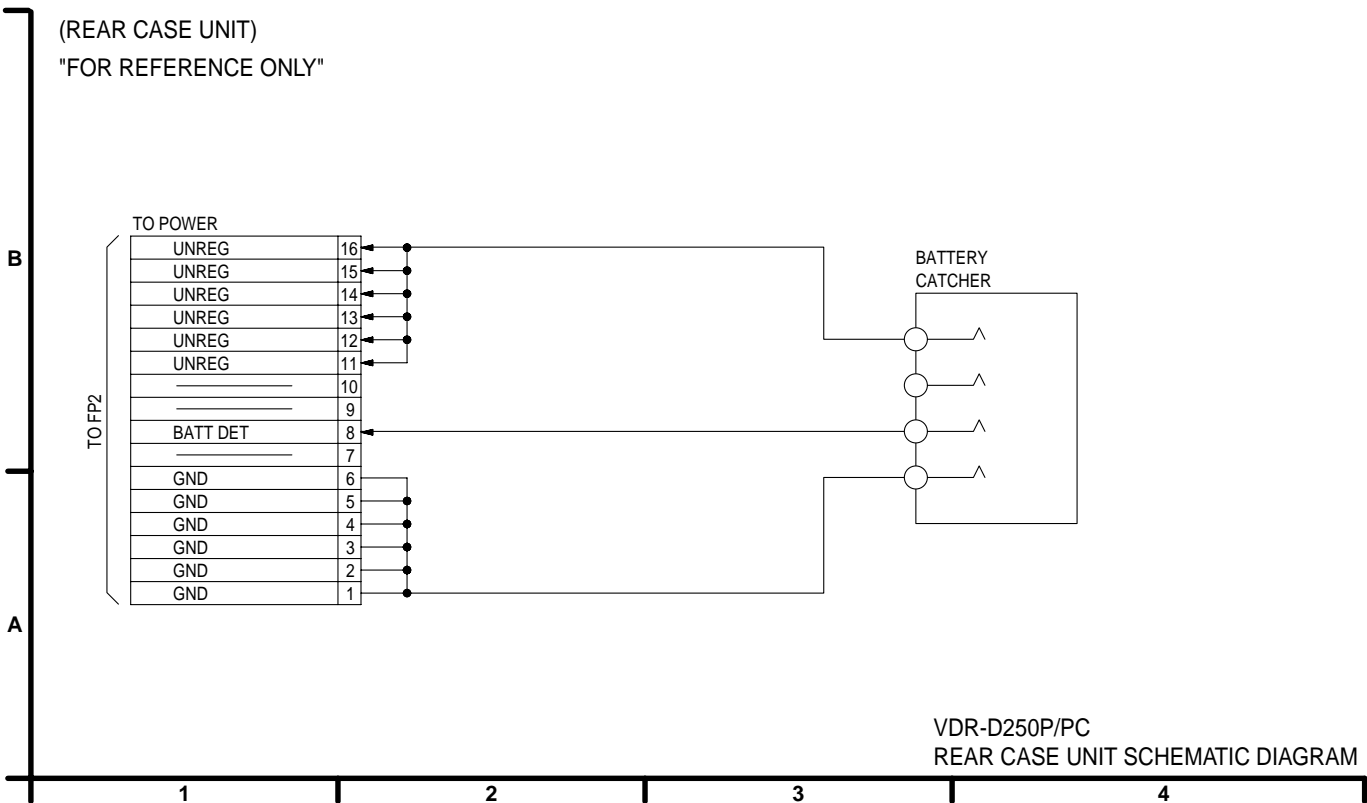 (REAR CASE UNIT)
"FOR REFERENCE ONLY"
TO POWER
UNREG 16
UNREG 15
UNREG 14
UNREG 13
UNREG 12
UNREG 11
10
9
BATT DET 8
7
GND 6
GND 5
GND 4
GND 3
GND 2
GND 1
TO FP2
BATTERY
CATCHER
B
A
VDR-D250P/PC
REAR CASE UNIT SCHEMATIC DIAGRAM
1 2 3 4